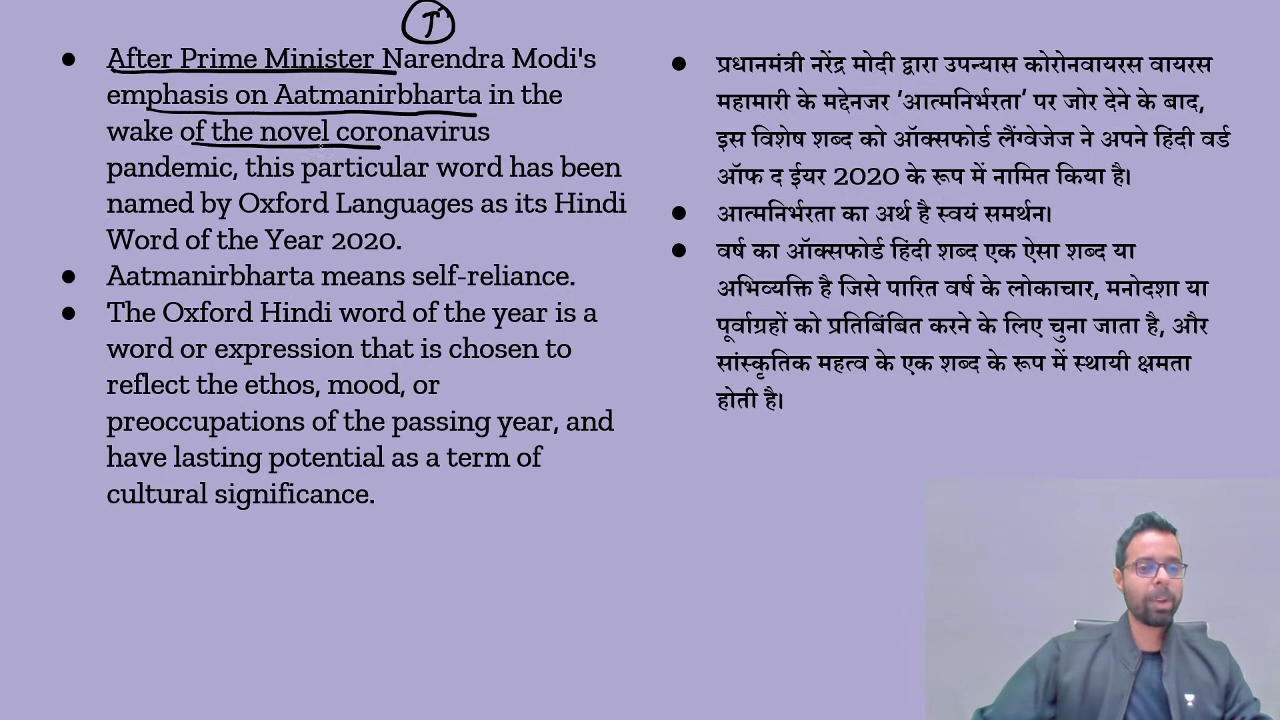 T
● After Prime Minister Narendra Modi's
emphasis on Aatmanirbharta in the
wake of the novel coronavirus
pandemic, this particular word has been
named by Oxford Languages as its Hindi
Word of the Year 2020.
● Aatmanirbharta means self-reliance.
● The Oxford Hindi word of the year is a
word or expression that is chosen to
reflect the ethos, mood, or
preoccupations of the passing year, and
have lasting potential as a term of
cultural significance.
● प्रधानमंत्री नरेंद्र मोदी द्वारा उपन्यास कोरोनवायरस वायरस
महामारी के मद्देनजर 'आत्मनिर्भरता' पर जोर देने के बाद,
इस विशेष शब्द को ऑक्सफोर्ड लैंग्वेजेज ने अपने हिंदी वर्ड
ऑफ द ईयर 2020 के रूप में नामित किया है।
● आत्मनिर्भरता का अर्थ है स्वयं समर्थन।
● वर्ष का ऑक्सफोर्ड हिंदी शब्द एक ऐसा शब्द या
अभिव्यक्ति है जिसे पारित वर्ष के लोकाचार, मनोदशा या
पूर्वाग्रहों को प्रतिबिंबित करने के लिए चुना जाता है, और
सांस्कृतिक महत्व के एक शब्द के रूप में स्थायी क्षमता
होती है।